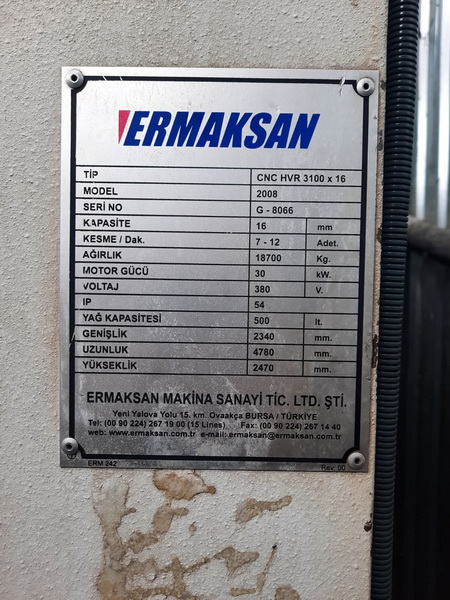 ERMAKSAN
TİP CNC HVR 3100 x 16
MODEL 2008
SERİ NO G - 8066
KAPASİTE 16 mm
KESME / Dak. 7 - 12 Adet.
AĞIRLIK 18700 Kg.
MOTOR GÜCÜ 30 kW.
VOLTAJ 380 V.
IP 54
YAĞ KAPASİTESİ 500 lt.
GENİŞLİK 2340 mm.
UZUNLUK 4780 mm.
YÜKSEKLİK 2470 mm.
ERMAKSAN MAKİNA SANAYİ TİC. LTD. ŞTİ.
Yeni Yalova Yolu 15. km. Ovaakça BURSA / TÜRKİYE
Tel: (00 90 224) 267 19 00 (15 Lines) Fax: (00 90 224) 267 14 40
web: www.ermaksan.com.tr e-mail: ermaksan@ermaksan.com.tr
ERM 242 Rev. 00